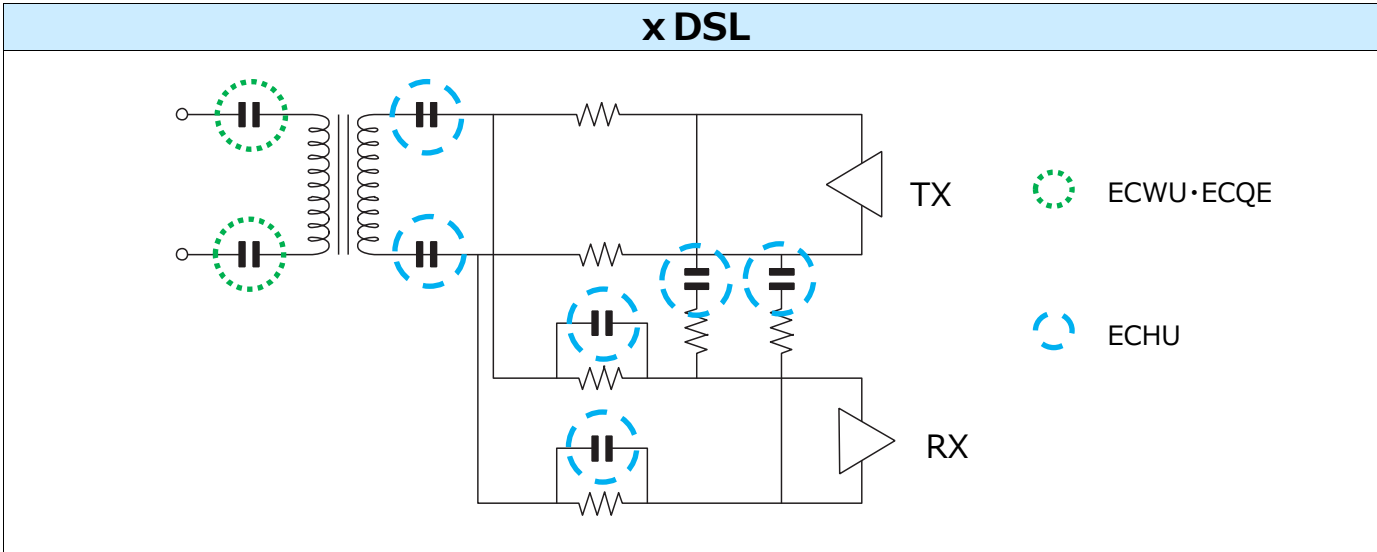 x DSL
TX
ECWU・ECQE
ECHU
RX